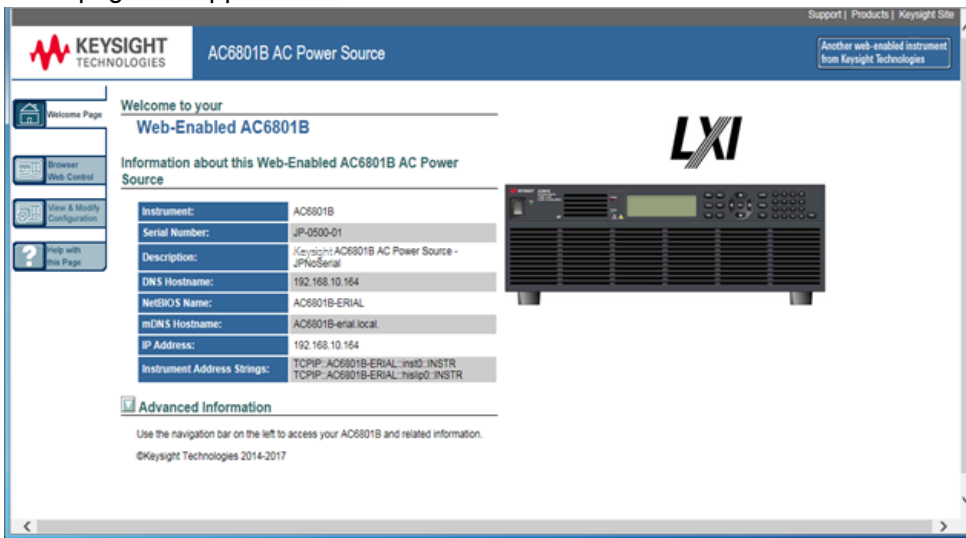 Support | Products | Keysight Site
KEYSIGHT
TECHNOLOGIES
AC6801B AC Power Source
Another web-enabled instrument
from Keysight Technologies
Welcome Page
Browser
Web Control
View & Modify
Configuration
Help with
this Page
Welcome to your
Web-Enabled AC6801B
Information about this Web-Enabled AC6801B AC Power
Source
Instrument: AC6801B
Serial Number: JP-0500-01
Description: Keysight AC6801B AC Power Source -
JPNoSerial
DNS Hostname: 192.168.10.164
NetBIOS Name: AC6801B-ERIAL
mDNS Hostname: AC6801B-erial.local.
IP Address: 192.168.10.164
Instrument Address Strings: TCPIP::AC6801B-ERIAL::inst0::INSTR
TCPIP::AC6801B-ERIAL::hislip0::INSTR
Advanced Information
Use the navigation bar on the left to access your AC6801B and related information.
©Keysight Technologies 2014-2017
LXI